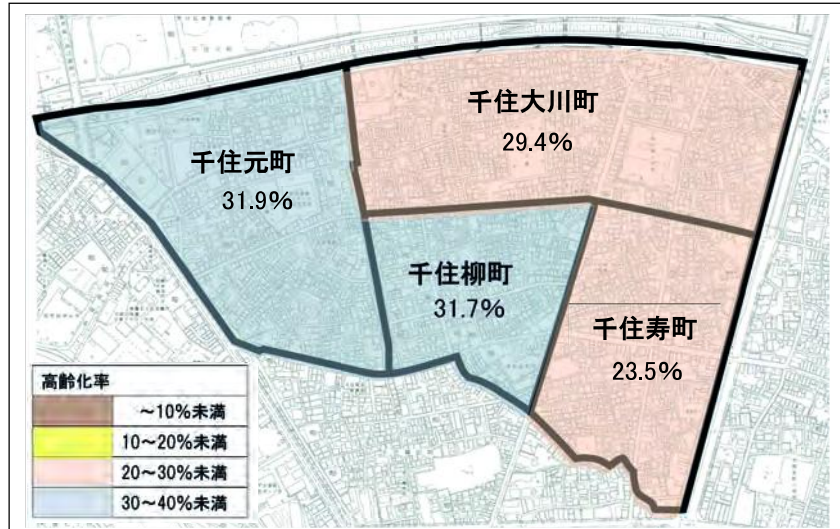 千住大川町
29.4%
千住元町
31.9%
千住柳町
31.7%
千住寿町
23.5%
高齢化率
～10%未満
10～20%未満
20～30%未満
30～40%未満